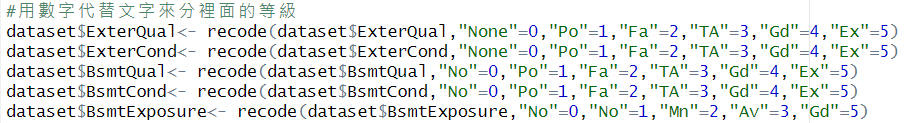 #用數字代替文字來分裡面的等級
dataset$ExterQual<- recode(dataset$ExterQual,"None"=0,"Po"=1,"Fa"=2,"TA"=3,"Gd"=4,"Ex"=5)
dataset$ExterCond<- recode(dataset$ExterCond,"None"=0,"Po"=1,"Fa"=2,"TA"=3,"Gd"=4,"Ex"=5)
dataset$BsmtQual<- recode(dataset$BsmtQual,"No"=0,"Po"=1,"Fa"=2,"TA"=3,"Gd"=4,"Ex"=5)
dataset$BsmtCond<- recode(dataset$BsmtCond,"No"=0,"Po"=1,"Fa"=2,"TA"=3,"Gd"=4,"Ex"=5)
dataset$BsmtExposure<- recode(dataset$BsmtExposure,"No"=0,"No"=1,"Mn"=2,"Av"=3,"Gd"=5)